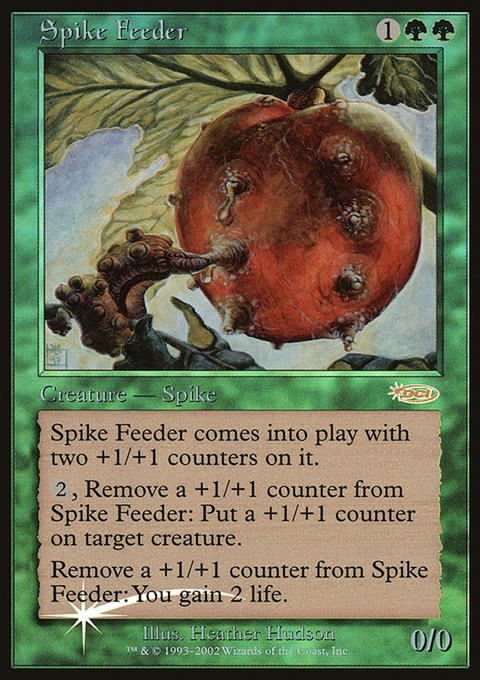 Spike Feeder 1
DCI
Creature — Spike
Spike Feeder comes into play with
two +1/+1 counters on it.
2, Remove a +1/+1 counter from
Spike Feeder: Put a +1/+1 counter
on target creature.
Remove a +1/+1 counter from Spike
Feeder: You gain 2 life.
Illus. Heather Hudson
0/0
™ & © 1993–2002 Wizards of the Coast, Inc.